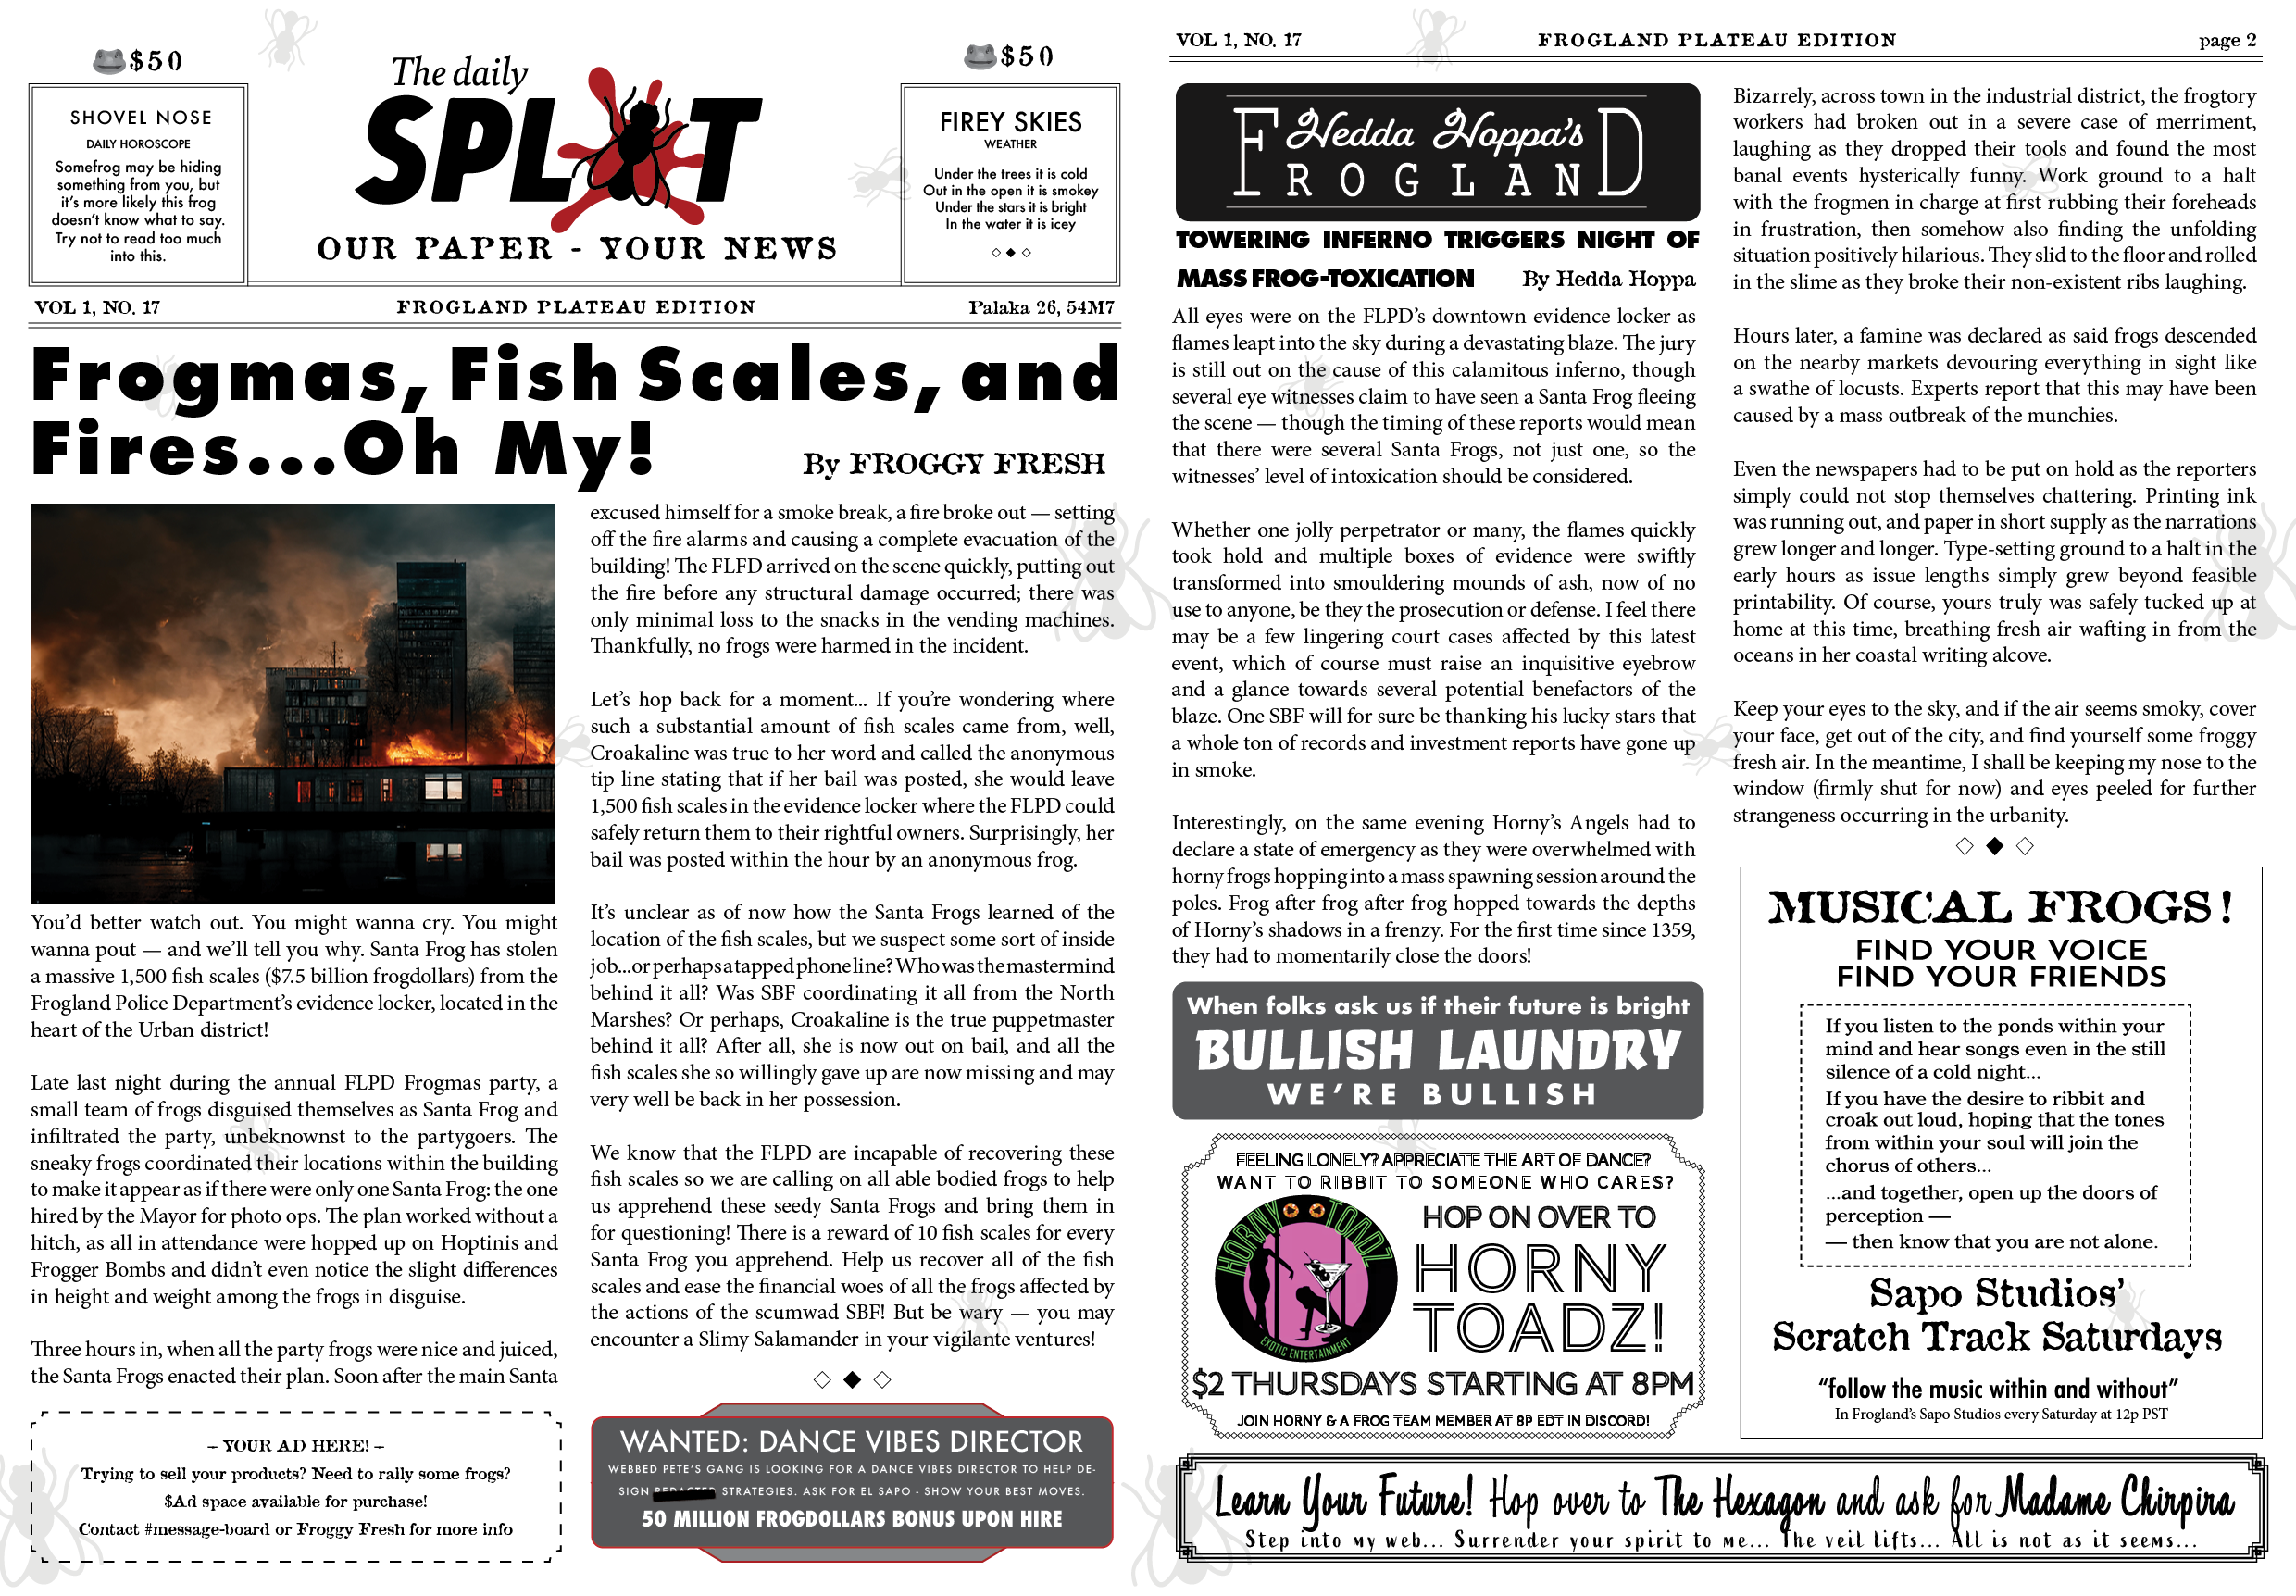 $50
The daily
SPLAT
OUR PAPER - YOUR NEWS
$50
SHOVEL NOSE
DAILY HOROSCOPE
Somefrog may be hiding
something from you, but
it's more likely this frog
doesn't know what to say.
Try not to read too much
into this.
FIREY SKIES
WEATHER
Under the trees it is cold
Out in the open it is smokey
Under the stars it is bright
In the water it is icey
VOL 1, NO. 17 FROGLAND PLATEAU EDITION Palaka 26, 54M7
Frogmas, Fish Scales, and
Fires...Oh My!
By FROGGY FRESH
You'd better watch out. You might wanna cry. You might
wanna pout — and we'll tell you why. Santa Frog has stolen
a massive 1,500 fish scales ($7.5 billion frogdollars) from the
Frogland Police Department's evidence locker, located in the
heart of the Urban district!
Late last night during the annual FLPD Frogmas party, a
small team of frogs disguised themselves as Santa Frog and
infiltrated the party, unbeknownst to the partygoers. The
sneaky frogs coordinated their locations within the building
to make it appear as if there were only one Santa Frog: the one
hired by the Mayor for photo ops. The plan worked without a
hitch, as all in attendance were hopped up on Hoptinis and
Frogger Bombs and didn't even notice the slight differences
in height and weight among the frogs in disguise.
Three hours in, when all the party frogs were nice and juiced,
the Santa Frogs enacted their plan. Soon after the main Santa
– YOUR AD HERE! –
Trying to sell your products? Need to rally some frogs?
$Ad space available for purchase!
Contact #message-board or Froggy Fresh for more info
excused himself for a smoke break, a fire broke out — setting
off the fire alarms and causing a complete evacuation of the
building! The FLFD arrived on the scene quickly, putting out
the fire before any structural damage occurred; there was
only minimal loss to the snacks in the vending machines.
Thankfully, no frogs were harmed in the incident.
Let's hop back for a moment... If you're wondering where
such a substantial amount of fish scales came from, well,
Croakaline was true to her word and called the anonymous
tip line stating that if her bail was posted, she would leave
1,500 fish scales in the evidence locker where the FLPD could
safely return them to their rightful owners. Surprisingly, her
bail was posted within the hour by an anonymous frog.
It's unclear as of now how the Santa Frogs learned of the
location of the fish scales, but we suspect some sort of inside
job...or perhaps a tapped phone line? Who was the mastermind
behind it all? Was SBF coordinating it all from the North
Marshes? Or perhaps, Croakaline is the true puppetmaster
behind it all? After all, she is now out on bail, and all the
fish scales she so willingly gave up are now missing and may
very well be back in her possession.
We know that the FLPD are incapable of recovering these
fish scales so we are calling on all able bodied frogs to help
us apprehend these seedy Santa Frogs and bring them in
for questioning! There is a reward of 10 fish scales for every
Santa Frog you apprehend. Help us recover all of the fish
scales and ease the financial woes of all the frogs affected by
the actions of the scumwad SBF! But be wary — you may
encounter a Slimy Salamander in your vigilante ventures!
WANTED: DANCE VIBES DIRECTOR
WEBBED PETE'S GANG IS LOOKING FOR A DANCE VIBES DIRECTOR TO HELP DE-
SIGN REDACTED STRATEGIES. ASK FOR EL SAPO - SHOW YOUR BEST MOVES.
50 MILLION FROGDOLLARS BONUS UPON HIRE
VOL 1, NO. 17 FROGLAND PLATEAU EDITION page 2
Hedda Hoppa's
FROGLAND
TOWERING INFERNO TRIGGERS NIGHT OF
MASS FROG-TOXICATION By Hedda Hoppa
All eyes were on the FLPD's downtown evidence locker as
flames leapt into the sky during a devastating blaze. The jury
is still out on the cause of this calamitous inferno, though
several eye witnesses claim to have seen a Santa Frog fleeing
the scene — though the timing of these reports would mean
that there were several Santa Frogs, not just one, so the
witnesses' level of intoxication should be considered.
Whether one jolly perpetrator or many, the flames quickly
took hold and multiple boxes of evidence were swiftly
transformed into smouldering mounds of ash, now of no
use to anyone, be they the prosecution or defense. I feel there
may be a few lingering court cases affected by this latest
event, which of course must raise an inquisitive eyebrow
and a glance towards several potential benefactors of the
blaze. One SBF will for sure be thanking his lucky stars that
a whole ton of records and investment reports have gone up
in smoke.
Interestingly, on the same evening Horny's Angels had to
declare a state of emergency as they were overwhelmed with
horny frogs hopping into a mass spawning session around the
poles. Frog after frog after frog hopped towards the depths
of Horny's shadows in a frenzy. For the first time since 1359,
they had to momentarily close the doors!
When folks ask us if their future is bright
BULLISH LAUNDRY
WE'RE BULLISH
FEELING LONELY? APPRECIATE THE ART OF DANCE?
WANT TO RIBBIT TO SOMEONE WHO CARES?
HORNY TOADZ
EXOTIC ENTERTAINMENT
HOP ON OVER TO
HORNY
TOADZ!
$2 THURSDAYS STARTING AT 8PM
JOIN HORNY & A FROG TEAM MEMBER AT 8P EDT IN DISCORD!
Bizarrely, across town in the industrial district, the frogtory
workers had broken out in a severe case of merriment,
laughing as they dropped their tools and found the most
banal events hysterically funny. Work ground to a halt
with the frogmen in charge at first rubbing their foreheads
in frustration, then somehow also finding the unfolding
situation positively hilarious. They slid to the floor and rolled
in the slime as they broke their non-existent ribs laughing.
Hours later, a famine was declared as said frogs descended
on the nearby markets devouring everything in sight like
a swathe of locusts. Experts report that this may have been
caused by a mass outbreak of the munchies.
Even the newspapers had to be put on hold as the reporters
simply could not stop themselves chattering. Printing ink
was running out, and paper in short supply as the narrations
grew longer and longer. Type-setting ground to a halt in the
early hours as issue lengths simply grew beyond feasible
printability. Of course, yours truly was safely tucked up at
home at this time, breathing fresh air wafting in from the
oceans in her coastal writing alcove.
Keep your eyes to the sky, and if the air seems smoky, cover
your face, get out of the city, and find yourself some froggy
fresh air. In the meantime, I shall be keeping my nose to the
window (firmly shut for now) and eyes peeled for further
strangeness occurring in the urbanity.
MUSICAL FROGS!
FIND YOUR VOICE
FIND YOUR FRIENDS
If you listen to the ponds within your
mind and hear songs even in the still
silence of a cold night...
If you have the desire to ribbit and
croak out loud, hoping that the tones
from within your soul will join the
chorus of others...
...and together, open up the doors of
perception —
— then know that you are not alone.
Sapo Studios'
Scratch Track Saturdays
"follow the music within and without"
In Frogland's Sapo Studios every Saturday at 12p PST
Learn Your Future! Hop over to The Hexagon and ask for Madame Chirpira
Step into my web... Surrender your spirit to me... The veil lifts... All is not as it seems...